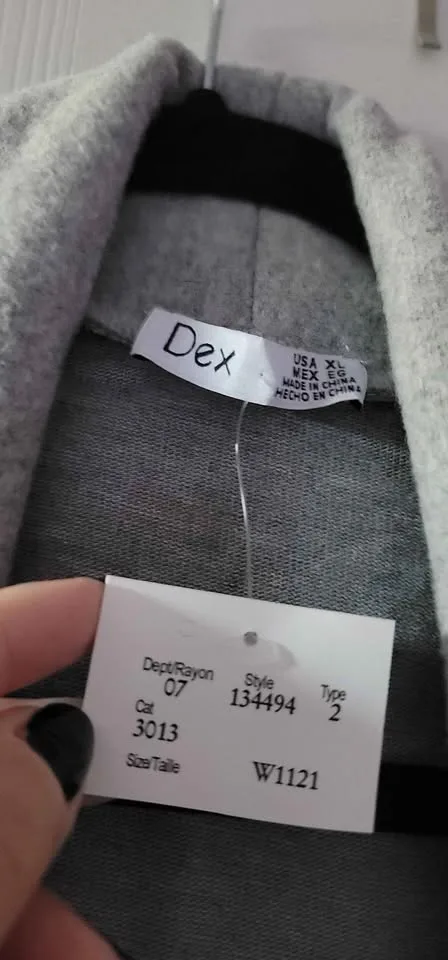 Dex
USA XL
MEX EG
MADE IN CHINA
HECHO EN CHINA
Dept/Rayon Style Type
07 134494 2
Cat
3013
Size/Taille W1121